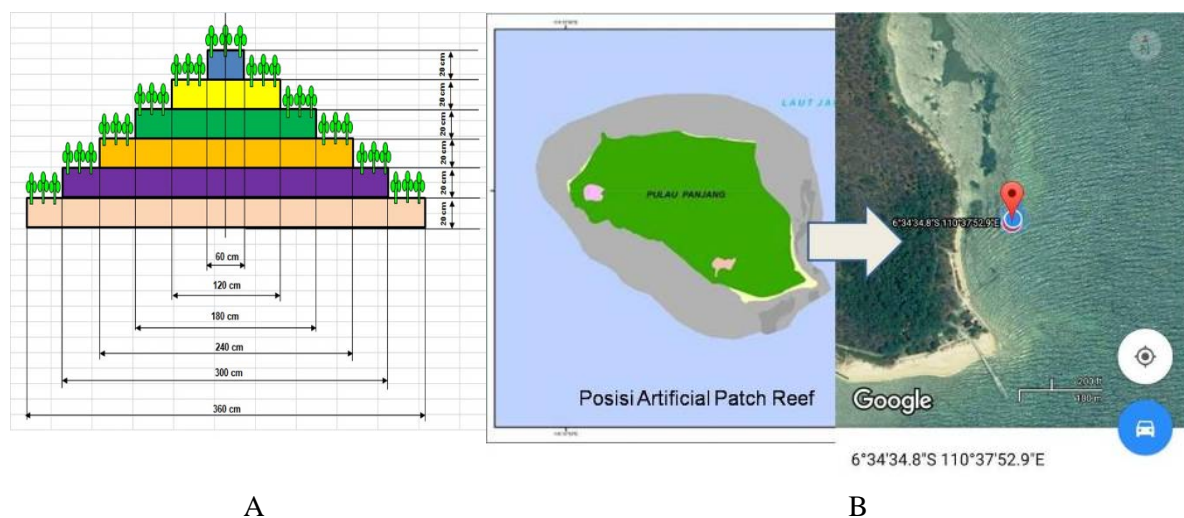 20 cm
20 cm
20 cm
20 cm
20 cm
20 cm
60 cm
120 cm
180 cm
240 cm
300 cm
360 cm
A
LAUT JA
PULAU PANJANG
Posisi Artificial Patch Reef
6°34'34.8"S 110°37'52.9"E
200 ft
100 m
Google
6°34'34.8"S 110°37'52.9"E
B